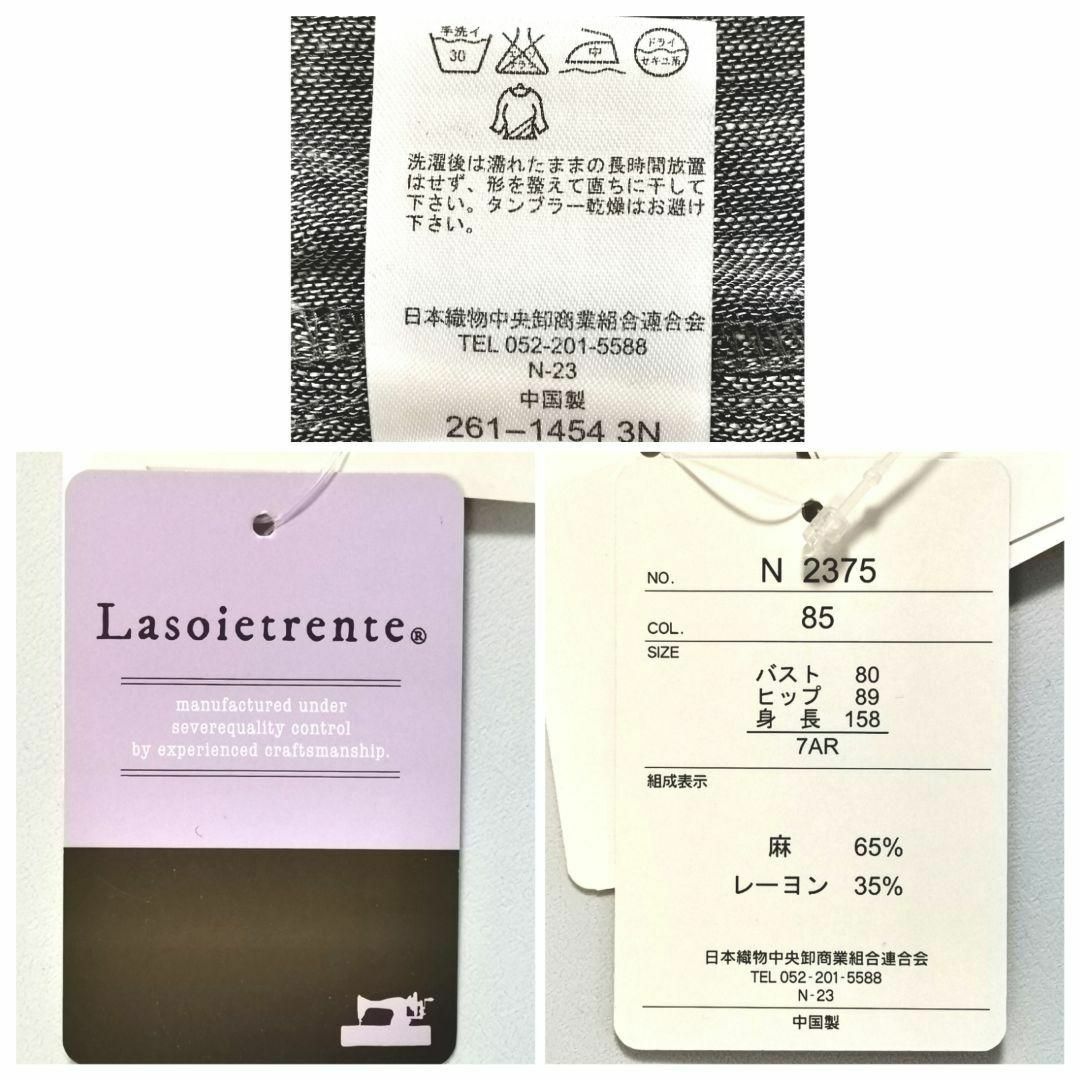 手洗イ
30
エンソ
サラシ
中
ドライ
セキユ系
洗濯後は濡れたままの長時間放置
はせず、形を整えて直ちに干して
下さい。タンブラー乾燥はお避け
下さい。
日本織物中央卸商業組合連合会
TEL 052-201-5588
N-23
中国製
261-1454 3N
Lasoietrente®
manufactured under
severequality control
by experienced craftsmanship.
NO. N 2375
COL. 85
SIZE
バスト 80
ヒップ 89
身 長 158
7AR
組成表示
麻 65%
レーヨン 35%
日本織物中央卸商業組合連合会
TEL 052-201-5588
N-23
中国製